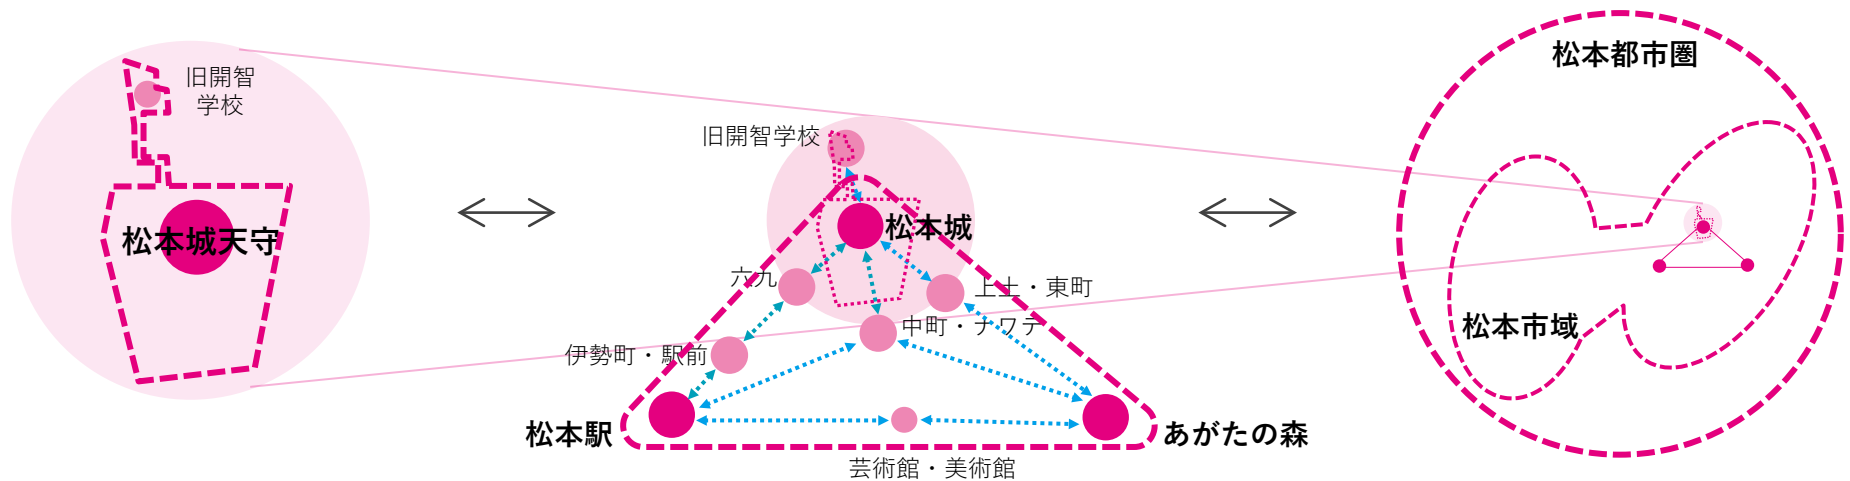 旧開智
学校
松本城天守
旧開智学校
松本城
六九
上土・東町
中町・ナワテ
伊勢町・駅前
松本駅
あがたの森
芸術館・美術館
松本都市圏
松本市域